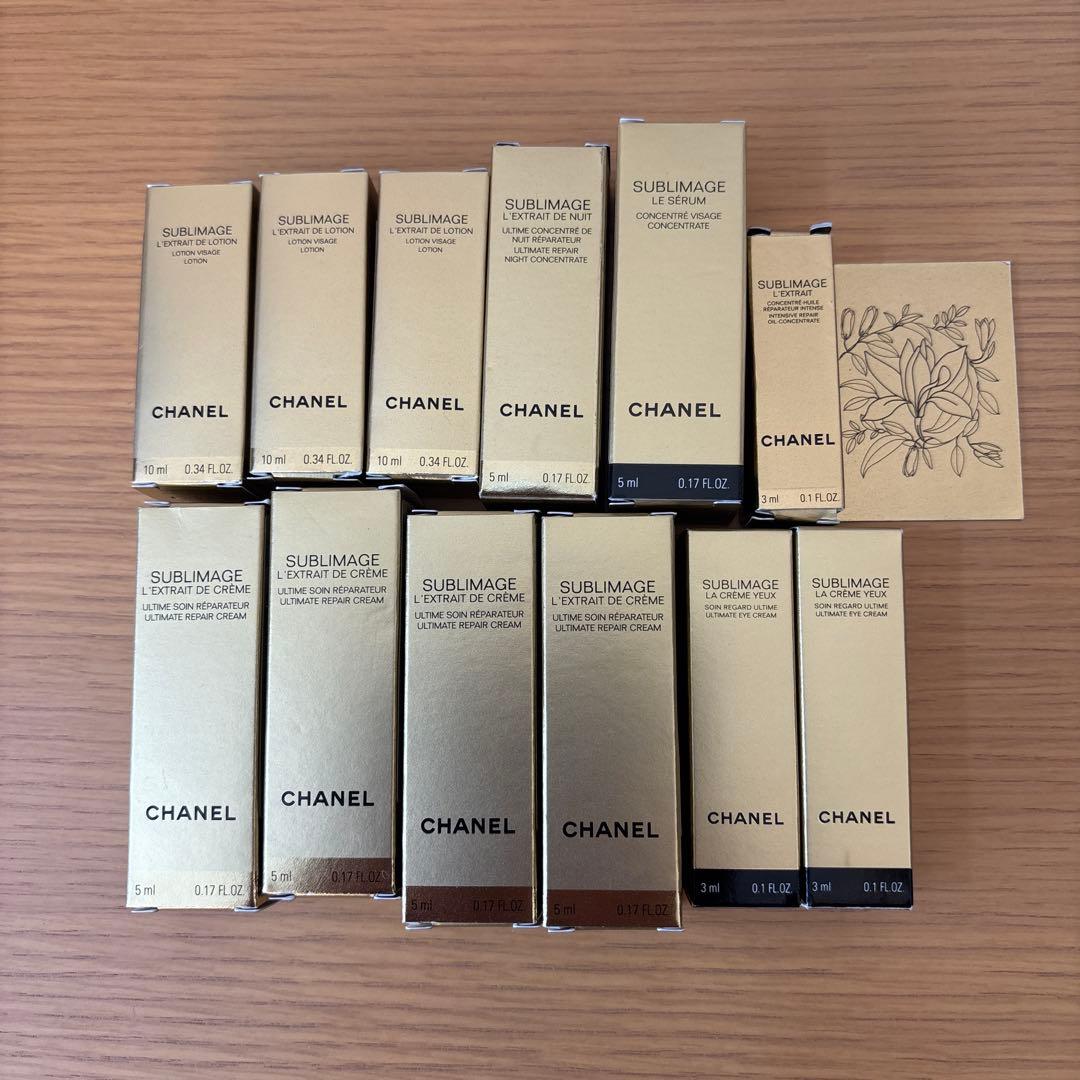 SUBLIMAGE
L'EXTRAIT DE LOTION
LOTION VISAGE
LOTION
CHANEL
10 ml 0.34 FL.OZ.
SUBLIMAGE
L'EXTRAIT DE LOTION
LOTION VISAGE
LOTION
CHANEL
10 ml 0.34 FL.OZ.
SUBLIMAGE
L'EXTRAIT DE LOTION
LOTION VISAGE
LOTION
CHANEL
10 ml 0.34 FL.OZ.
SUBLIMAGE
L'EXTRAIT DE NUIT
ULTIME CONCENTRÉ DE
NUIT RÉPARATEUR
ULTIMATE REPAIR
NIGHT CONCENTRATE
CHANEL
5 ml 0.17 FL.OZ.
SUBLIMAGE
LE SÉRUM
CONCENTRÉ VISAGE
CONCENTRATE
CHANEL
5 ml 0.17 FL.OZ.
SUBLIMAGE
L'EXTRAIT
CONCENTRÉ-HUILE
RÉPARATEUR INTENSE
INTENSIVE REPAIR
OIL-CONCENTRATE
CHANEL
3 ml 0.1 FL.OZ.
SUBLIMAGE
L'EXTRAIT DE CRÈME
ULTIME SOIN RÉPARATEUR
ULTIMATE REPAIR CREAM
CHANEL
5 ml 0.17 FL.OZ.
SUBLIMAGE
L'EXTRAIT DE CRÈME
ULTIME SOIN RÉPARATEUR
ULTIMATE REPAIR CREAM
CHANEL
5 ml 0.17 FL.OZ.
SUBLIMAGE
L'EXTRAIT DE CRÈME
ULTIME SOIN RÉPARATEUR
ULTIMATE REPAIR CREAM
CHANEL
5 ml 0.17 FL.OZ.
SUBLIMAGE
L'EXTRAIT DE CRÈME
ULTIME SOIN RÉPARATEUR
ULTIMATE REPAIR CREAM
CHANEL
5 ml 0.17 FL.OZ.
SUBLIMAGE
LA CRÈME YEUX
SOIN REGARD ULTIME
ULTIMATE EYE CREAM
CHANEL
3 ml 0.1 FL.OZ.
SUBLIMAGE
LA CRÈME YEUX
SOIN REGARD ULTIME
ULTIMATE EYE CREAM
CHANEL
3 ml 0.1 FL.OZ.